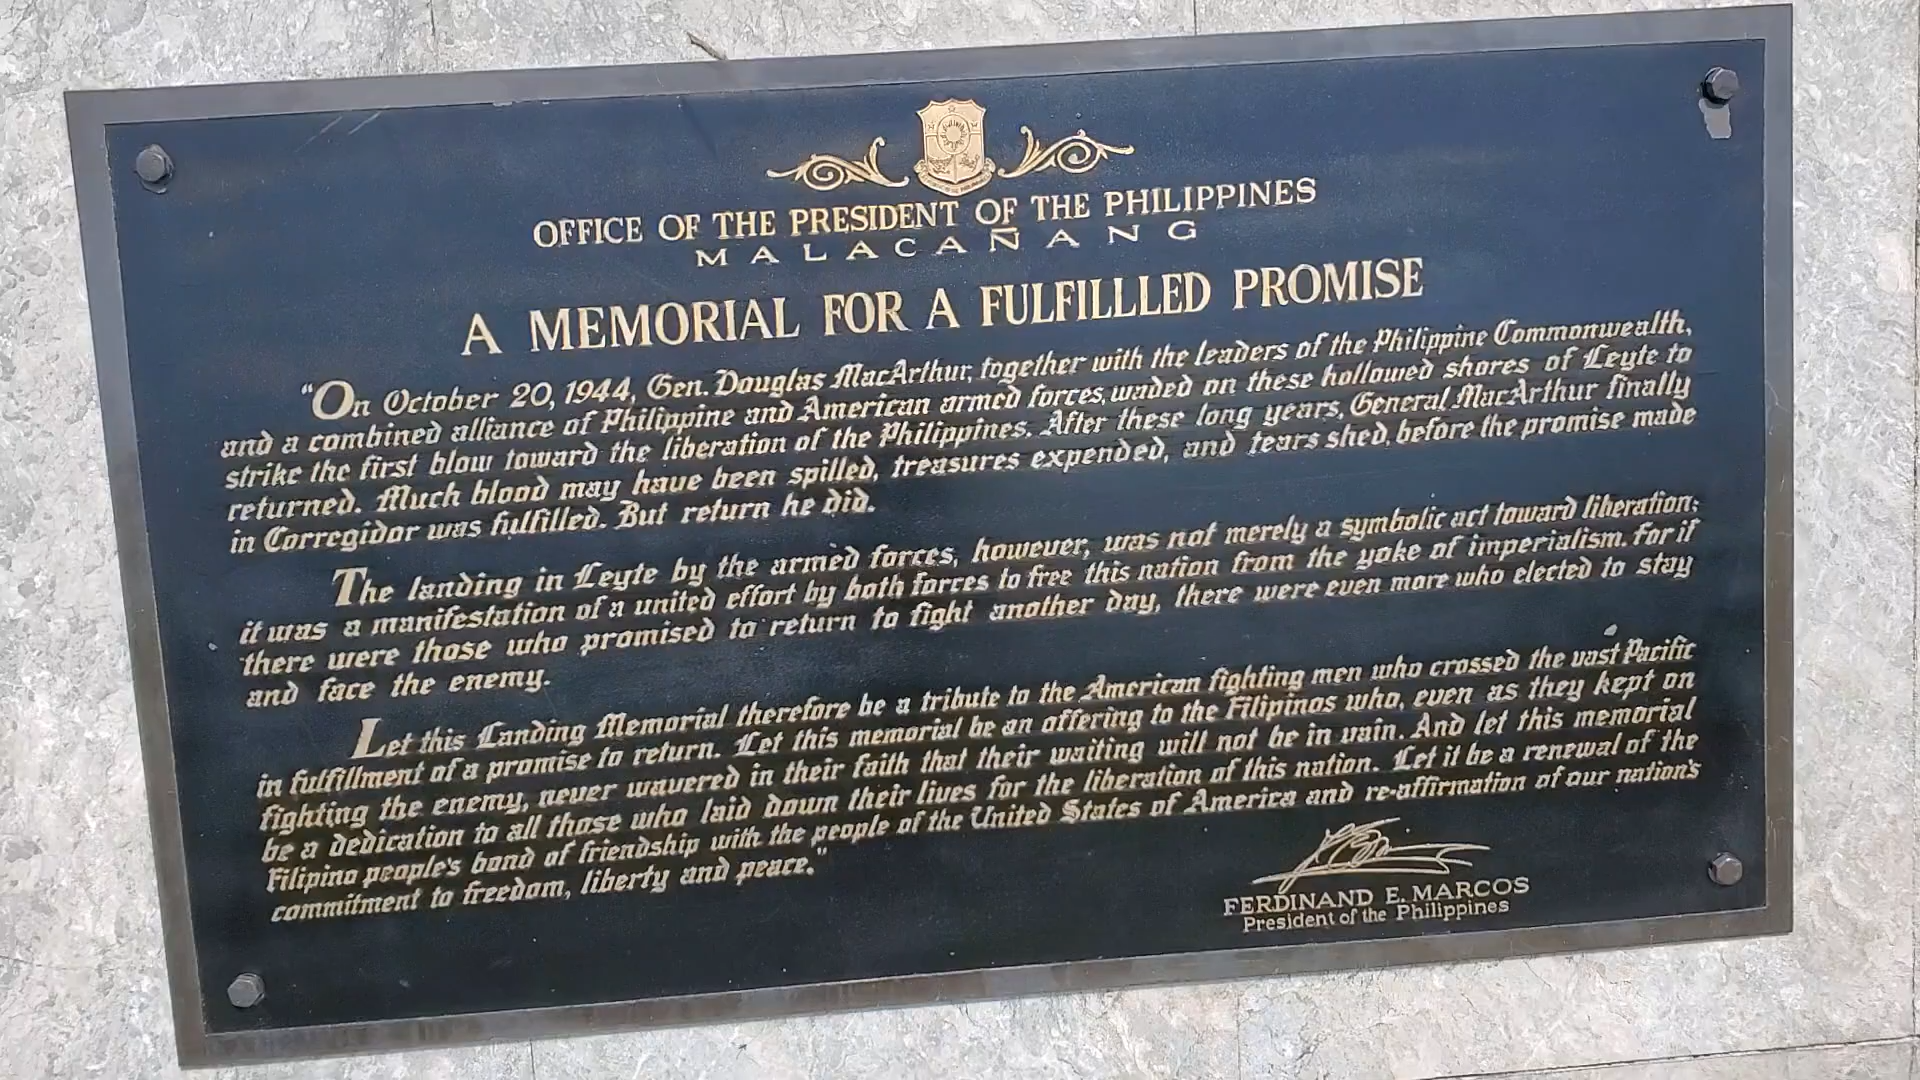 OFFICE OF THE PRESIDENT OF THE PHILIPPINES
MALACAÑANG
A MEMORIAL FOR A FULFILLLED PROMISE
"On October 20, 1944, Gen. Douglas MacArthur, together with the leaders of the Philippine Commonwealth,
and a combined alliance of Philippine and American armed forces, waded on these hollowed shores of Leyte to
strike the first blow toward the liberation of the Philippines. After these long years, General MacArthur finally
returned. Much blood may have been spilled, treasures expended, and tears shed, before the promise made
in Corregidor was fulfilled. But return he did.
The landing in Leyte by the armed forces, however, was not merely a symbolic act toward liberation;
it was a manifestation of a united effort by both forces to free this nation from the yoke of imperialism. For if
there were those who promised to return to fight another day, there were even more who elected to stay
and face the enemy.
Let this Landing Memorial therefore be a tribute to the American fighting men who crossed the vast Pacific
in fulfillment of a promise to return. Let this memorial be an offering to the Filipinos who, even as they kept on
fighting the enemy, never wavered in their faith that their waiting will not be in vain. And let this memorial
be a dedication to all those who laid down their lives for the liberation of this nation. Let it be a renewal of the
Filipino people's bond of friendship with the people of the United States of America and re-affirmation of our nation's
commitment to freedom, liberty and peace."
FERDINAND E. MARCOS
President of the Philippines